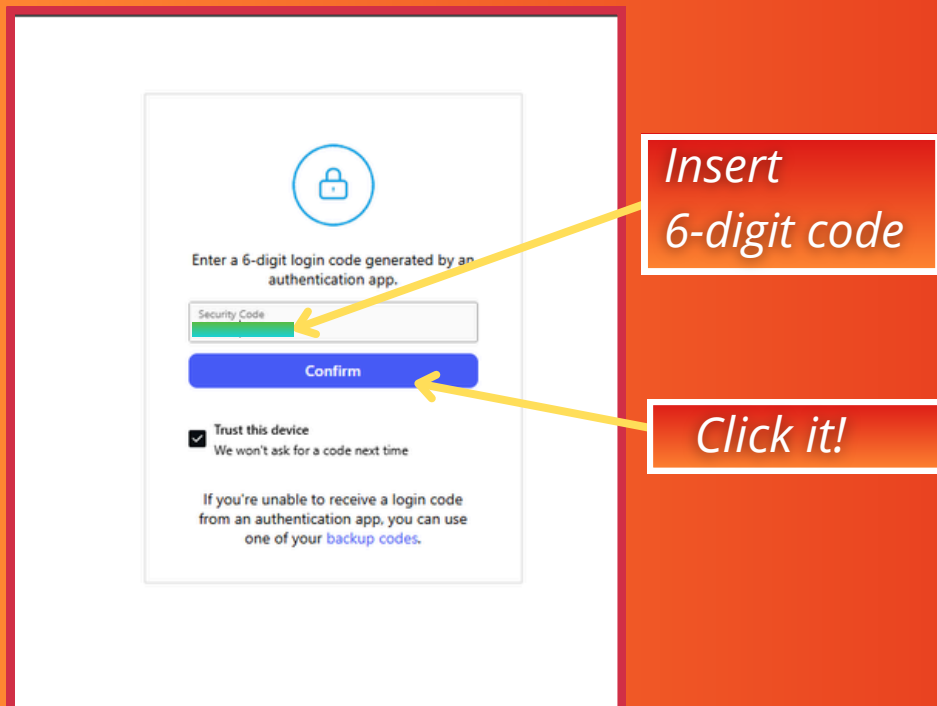 Insert
6-digit code
Enter a 6-digit login code generated by an
authentication app.
Security Code
Confirm
Click it!
Trust this device
We won't ask for a code next time
If you're unable to receive a login code
from an authentication app, you can use
one of your backup codes.